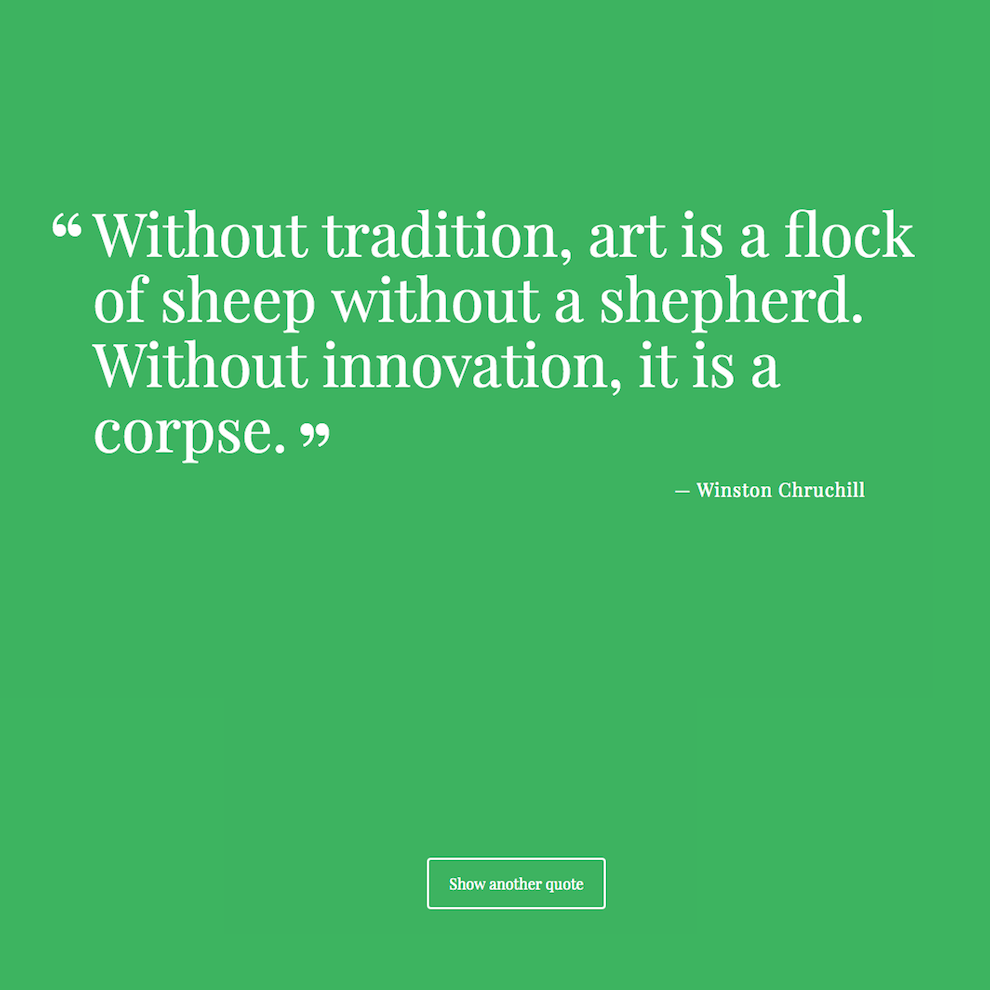 “ Without tradition, art is a flock
of sheep without a shepherd.
Without innovation, it is a
corpse. ”
— Winston Chruchill
Show another quote